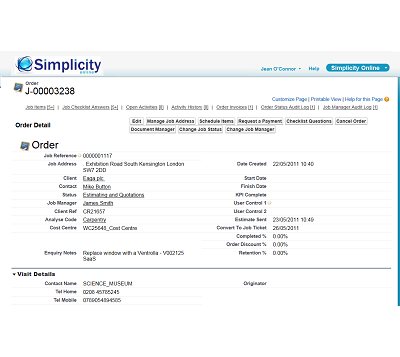 Simplicity
online
Jean O'Connor Help Simplicity Online
Order
J-00003238
Customize Page | Printable View | Help for this Page
Job Items [5+] | Job Checklist Answers [5+] | Open Activities [0] | Activity History [0] | Order Invoices [1] | Order Status Audit Log [1] | Job Manager Audit Log [1]
Order Detail
Edit Manage Job Address Schedule Items Request a Payment Checklist Questions Cancel Order
Document Manager Change Job Status Change Job Manager
Order
Job Reference 0000001117
Job Address : Exhibition Road South Kensington London Date Created 22/05/2011 10:40
SW7 2DD
Client Eaga plc Start Date
Contact Mike Button Finish Date
Status Estimating and Quotations KPI Complete
Job Manager James Smith User Control 1
Client Ref CR21057 User Control 2
Analyse Code Carpentry Estimate Sent 23/05/2011 10:49
Cost Centre WC25648_Cost Centre Convert To Job Ticket 26/05/2011
Completed % 0.00%
Order Discount % 0.00%
Enquiry Notes Replace window with a Ventrolla - V002125 Retention % 0.00%
SaaS
Visit Details
Contact Name SCIENCE_MUSEUM Originator
Tel Home 0208 45785245
Tel Mobile 0789054894585